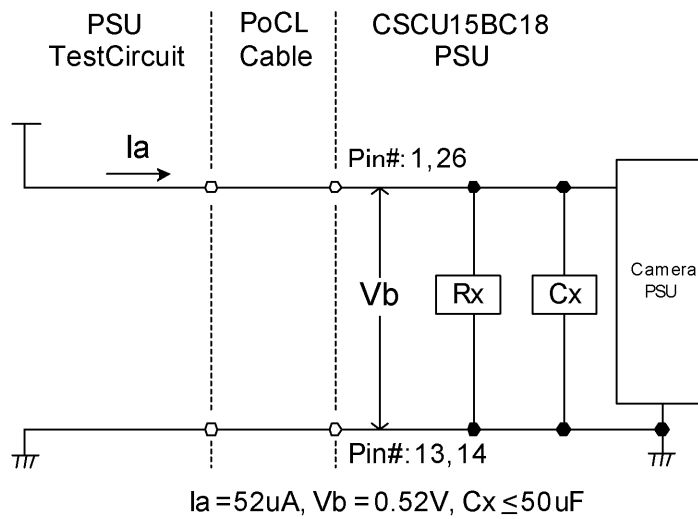 PSU
TestCircuit
PoCL
Cable
CSCU15BC18
PSU
Ia
Pin#: 1, 26
Vb
Rx
Cx
Camera
PSU
Pin#: 13, 14
Ia=52uA, Vb = 0.52V, Cx ≤50uF